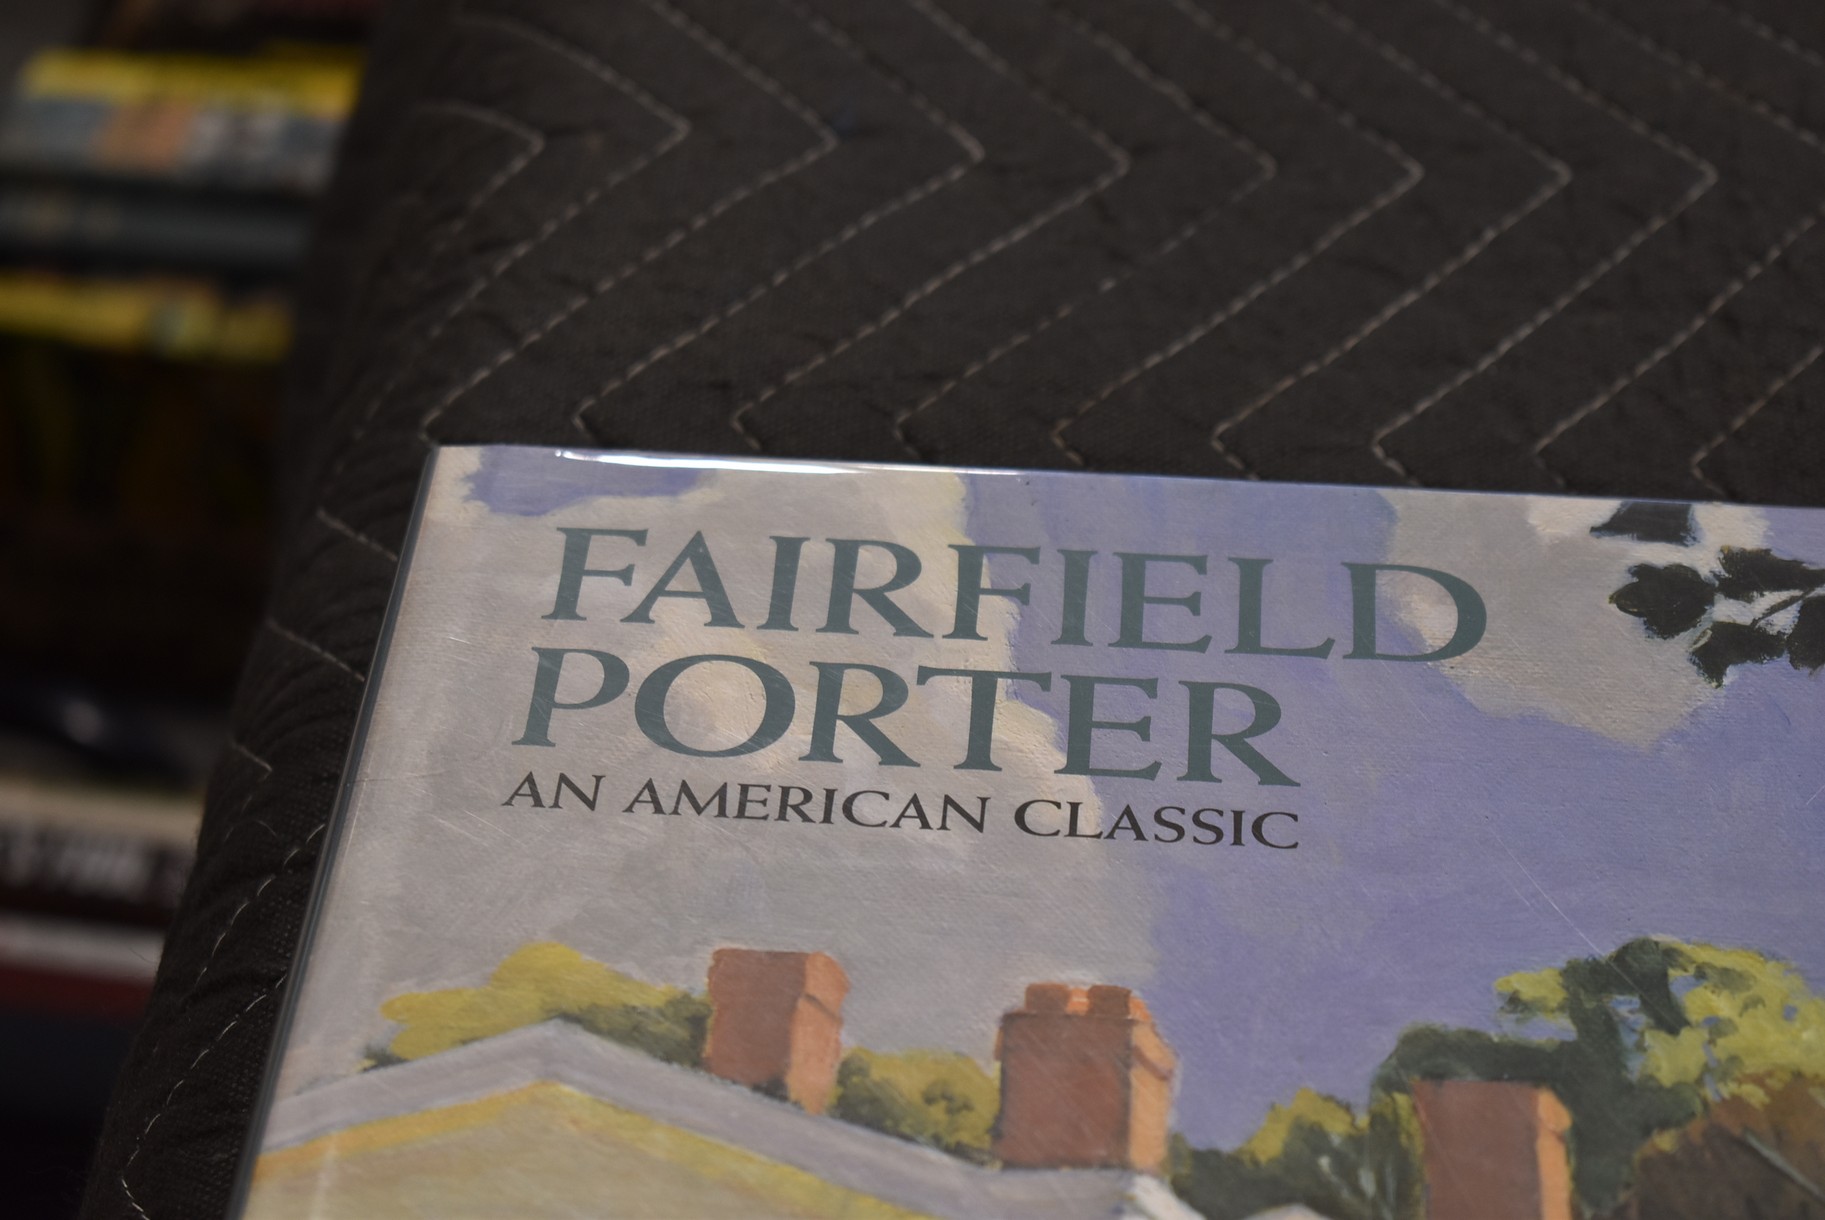 FAIRFIELD
PORTER
AN AMERICAN CLASSIC